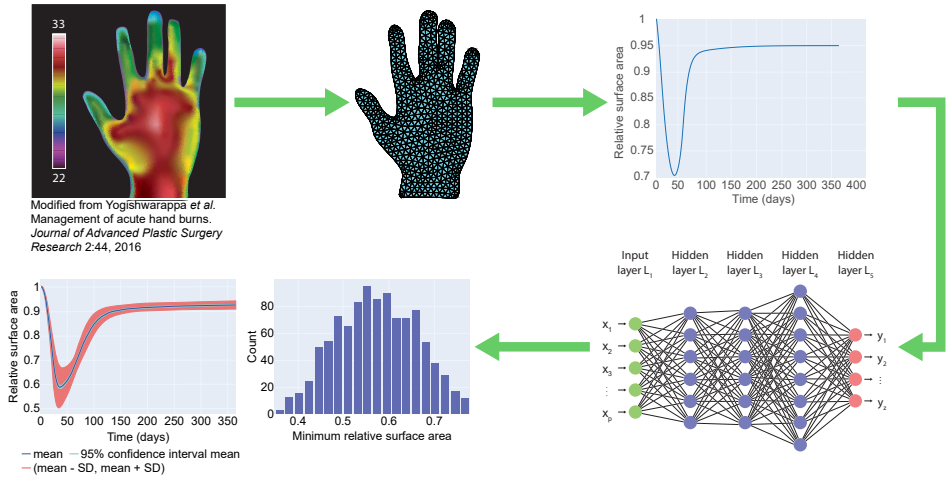 33
22
Modified from Yogishwarappa et al.
Management of acute hand burns.
Journal of Advanced Plastic Surgery
Research 2:44, 2016
1
0.95
0.9
0.85
0.8
0.75
0.7
Relative surface area
0 50 100 150 200 250 300 350 400
Time (days)
Input Hidden Hidden Hidden Hidden
layer L₁ layer L₂ layer L₃ layer L₄ layer L₅
x₁
x₂
x₃
⋮
xₚ
y₁
y₂
⋮
y₂
1
0.9
0.8
0.7
0.6
0.5
Relative surface area
0 50 100 150 200 250 300 350
Time (days)
mean 95% confidence interval mean
(mean - SD, mean + SD)
80
60
40
20
0
Count
0.4 0.5 0.6 0.7
Minimum relative surface area